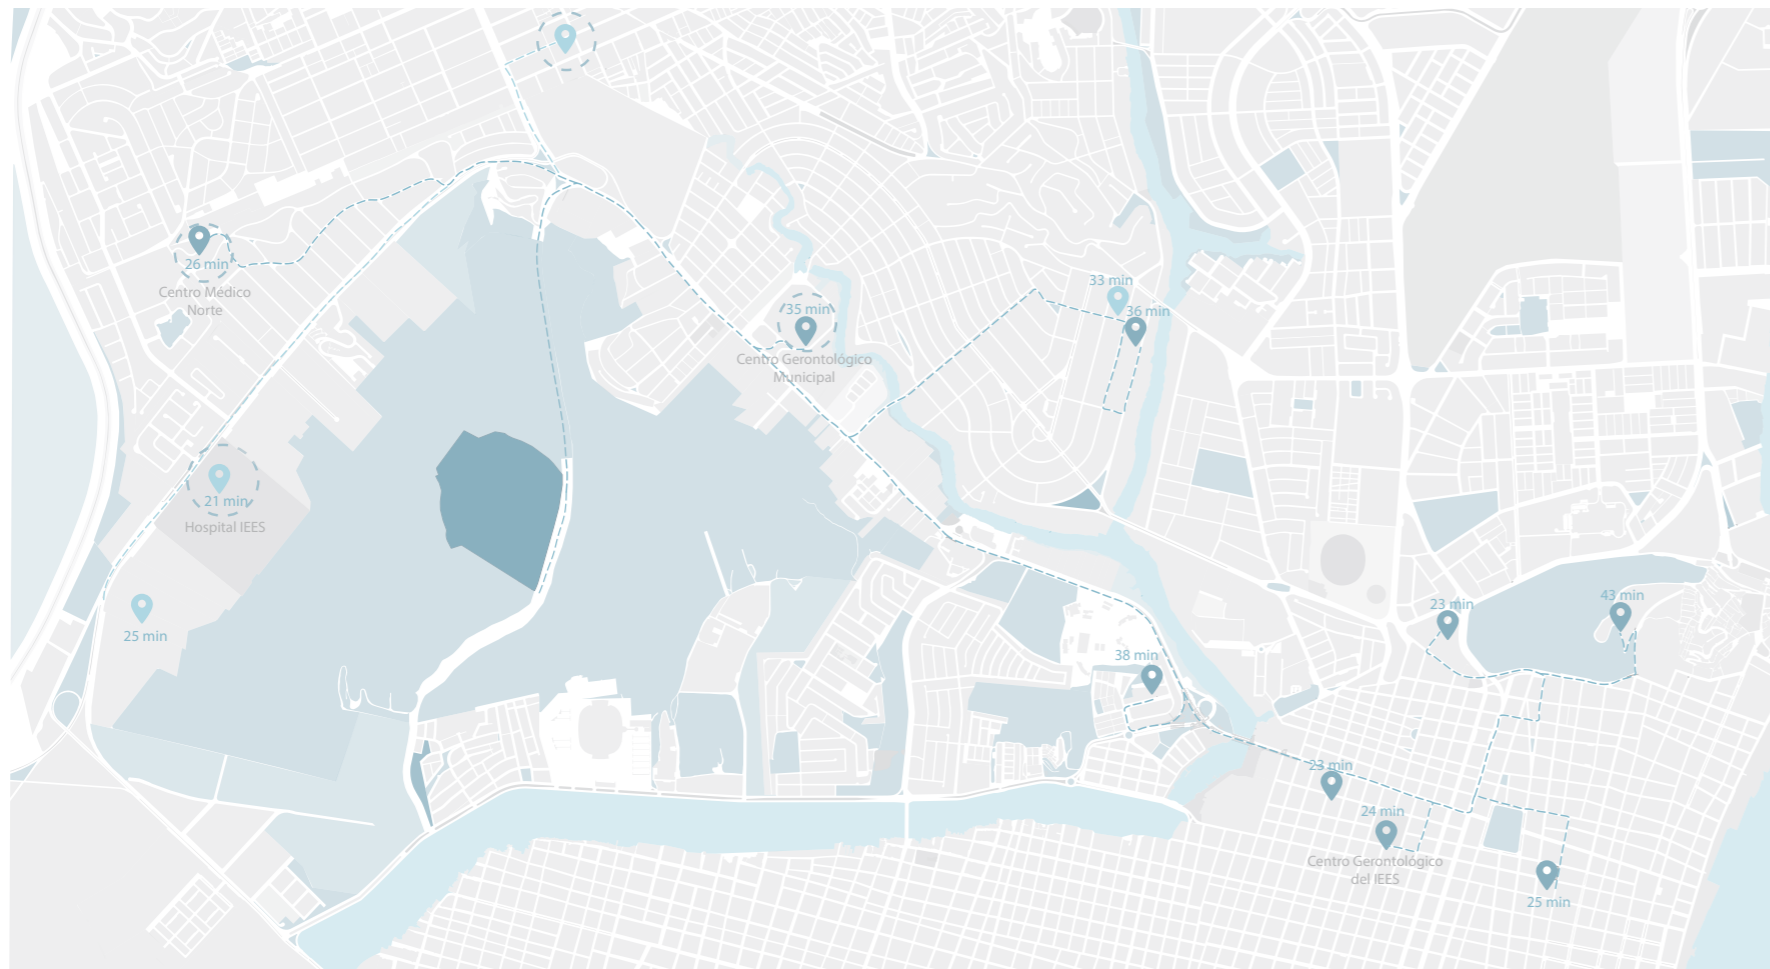 26 min
Centro Médico
Norte
35 min
Centro Gerontológico
Municipal
33 min
36 min
21 min
Hospital IEES
25 min
38 min
23 min
43 min
23 min
24 min
Centro Gerontológico
del IEES
25 min